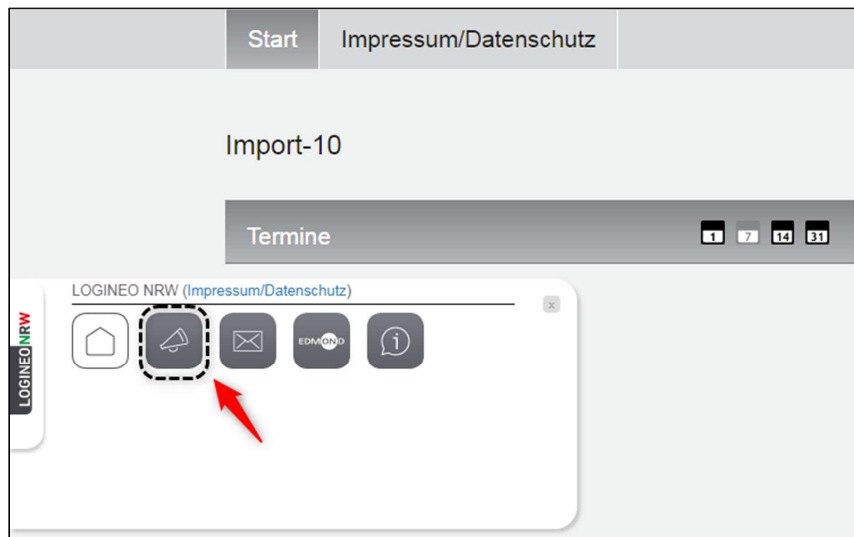 Start Impressum/Datenschutz
Import-10
Termine 1 7 14 31
LOGINEO NRW (Impressum/Datenschutz) x
LOGINEO NRW
EDMOND i